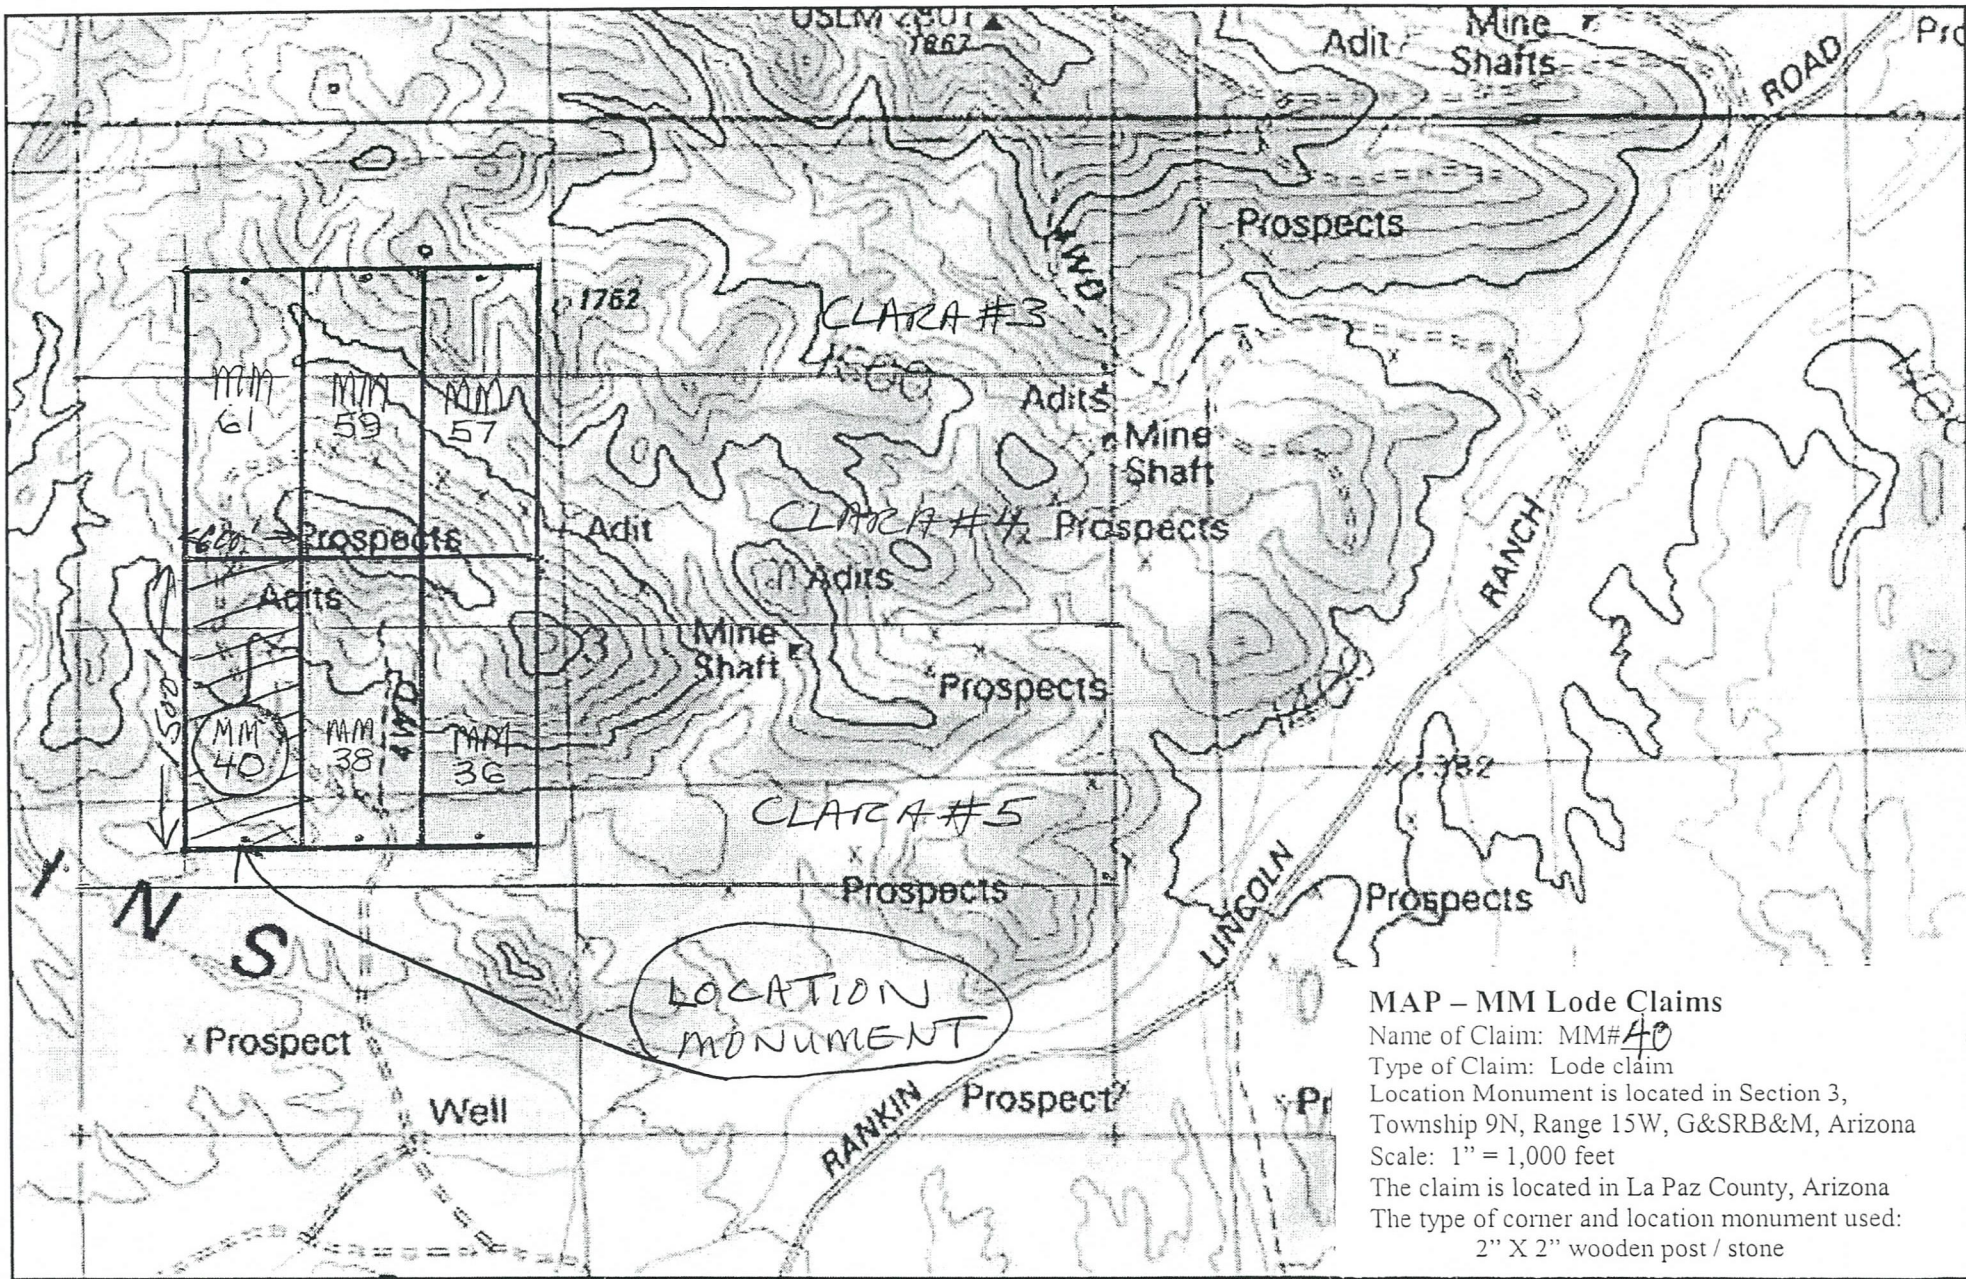 USLM 2801
1867
Adit
Mine
Shafts
ROAD
4WD
Prospects
1762
CLARA #3
MM
61
MM
59
MM
57
1600
Adits
Mine
Shaft
600'
Prospects
Adit
CLARA #4
Prospects
Adits
Adits
RANCH
Mine
Shaft
Prospects
1500'
MM
40
MM
38
MM
36
1382
CLARA #5
Prospects
LINCOLN
Prospects
I N S
LOCATION
MONUMENT
Prospect
Well
RANKIN
Prospect
MAP – MM Lode Claims
Name of Claim: MM#40
Type of Claim: Lode claim
Location Monument is located in Section 3,
Township 9N, Range 15W, G&SRB&M, Arizona
Scale: 1” = 1,000 feet
The claim is located in La Paz County, Arizona
The type of corner and location monument used:
2” X 2” wooden post / stone